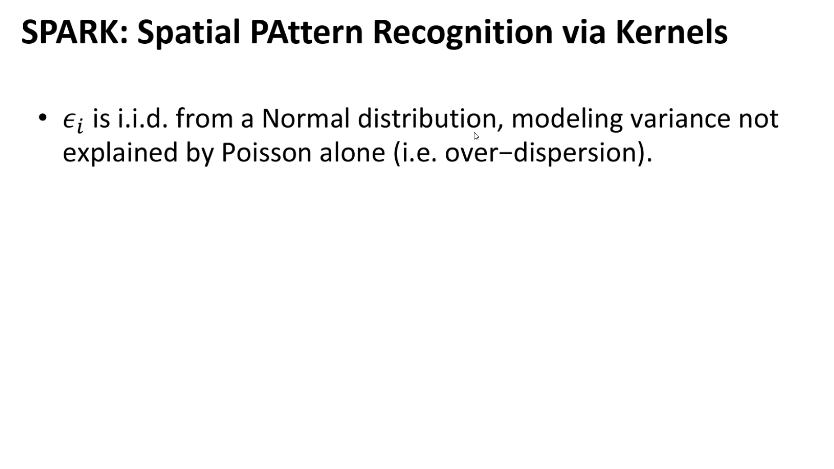 SPARK: Spatial PAttern Recognition via Kernels
• ϵᵢ is i.i.d. from a Normal distribution, modeling variance not
explained by Poisson alone (i.e. over−dispersion).